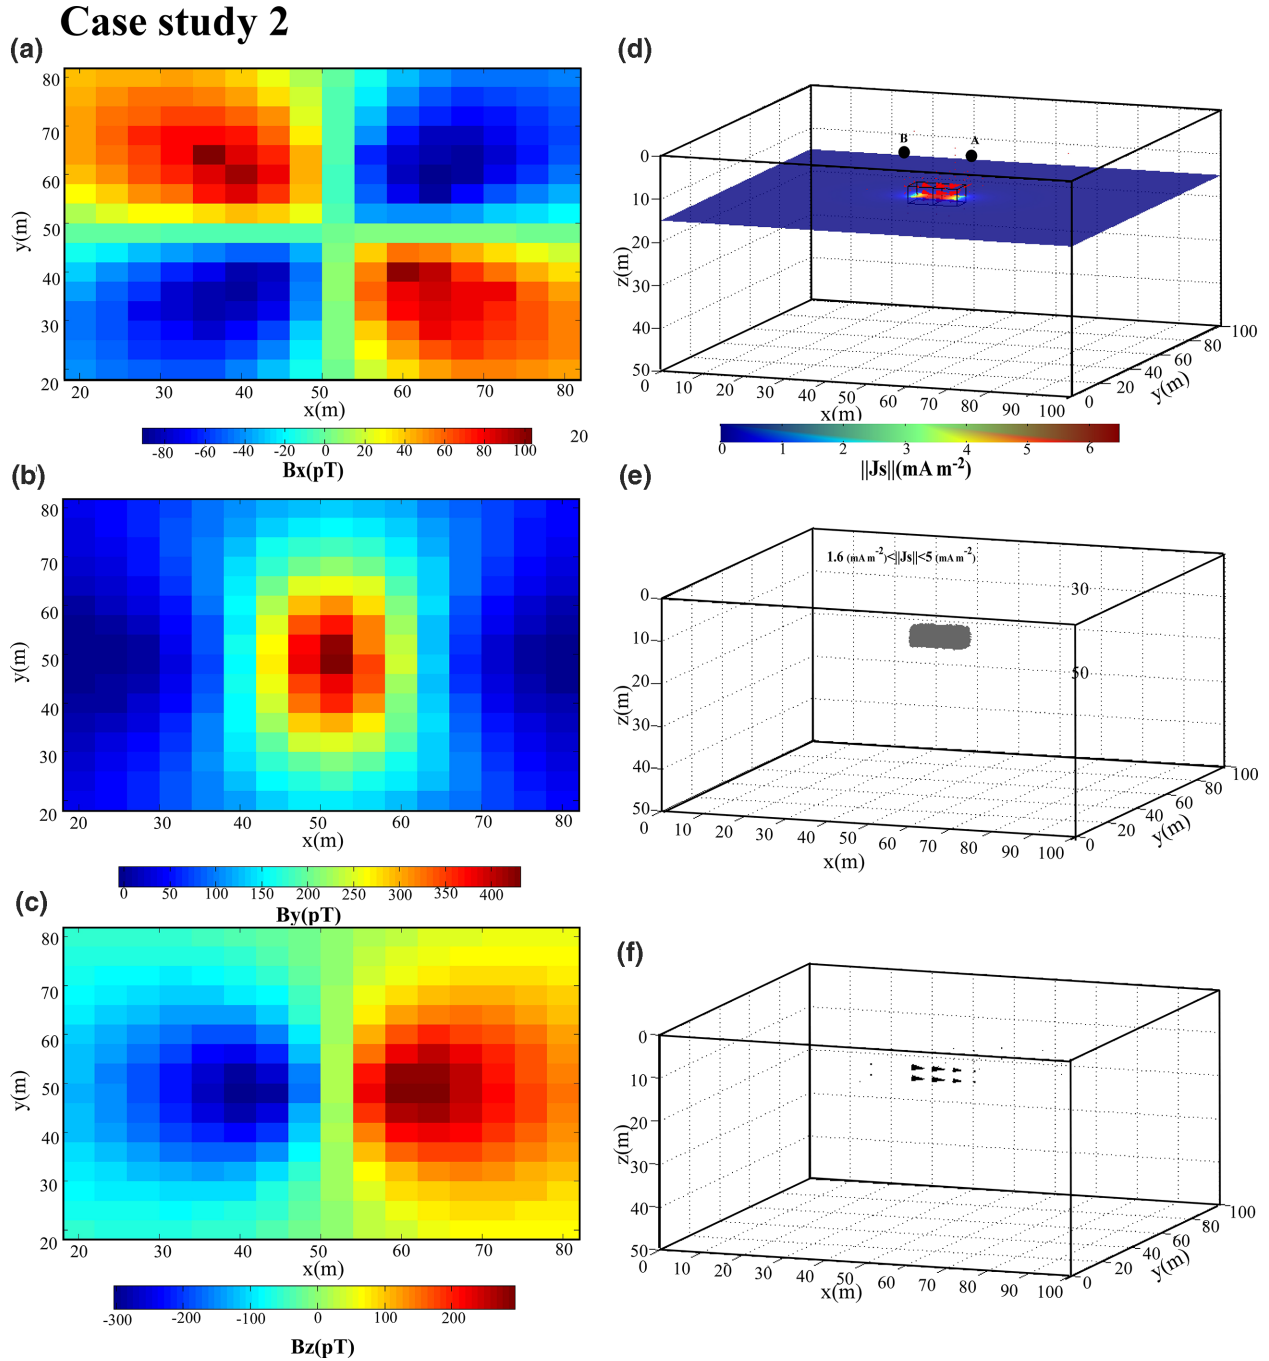 Case study 2
(a)
80
70
60
50
40
30
20
y(m)
20 30 40 50 60 70 80
x(m)
-80 -60 -40 -20 0 20 40 60 80 100
Bx(pT)
20
(b)
80
70
60
50
40
30
20
y(m)
20 30 40 50 60 70 80
x(m)
0 50 100 150 200 250 300 350 400
By(pT)
(c)
80
70
60
50
40
30
20
y(m)
20 30 40 50 60 70 80
x(m)
-300 -200 -100 0 100 200
Bz(pT)
(d)
B A
0
10
20
30
40
50
z(m)
0 10 20 30 40 50 60 70 80 90 100
x(m)
0 20 40 60 80 100
y(m)
0 1 2 3 4 5 6
||Js||(mA m-2)
(e)
1.6 (mA m-2)<||Js||<5 (mA m-2)
30
50
0
10
20
30
40
50
z(m)
0 10 20 30 40 50 60 70 80 90 100
x(m)
0 20 40 60 80 100
y(m)
(f)
0
10
20
30
40
50
z(m)
0 10 20 30 40 50 60 70 80 90 100
x(m)
0 20 40 60 80 100
y(m)